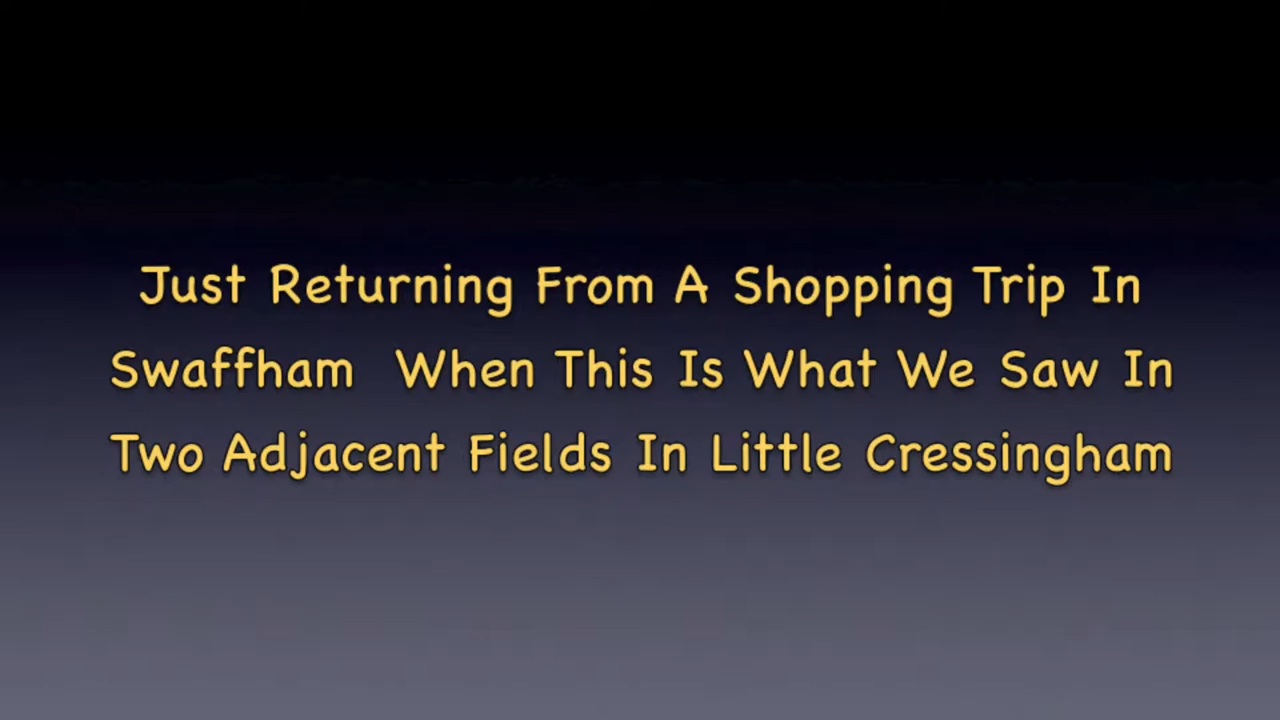 Just Returning From A Shopping Trip In
Swaffham When This Is What We Saw In
Two Adjacent Fields In Little Cressingham